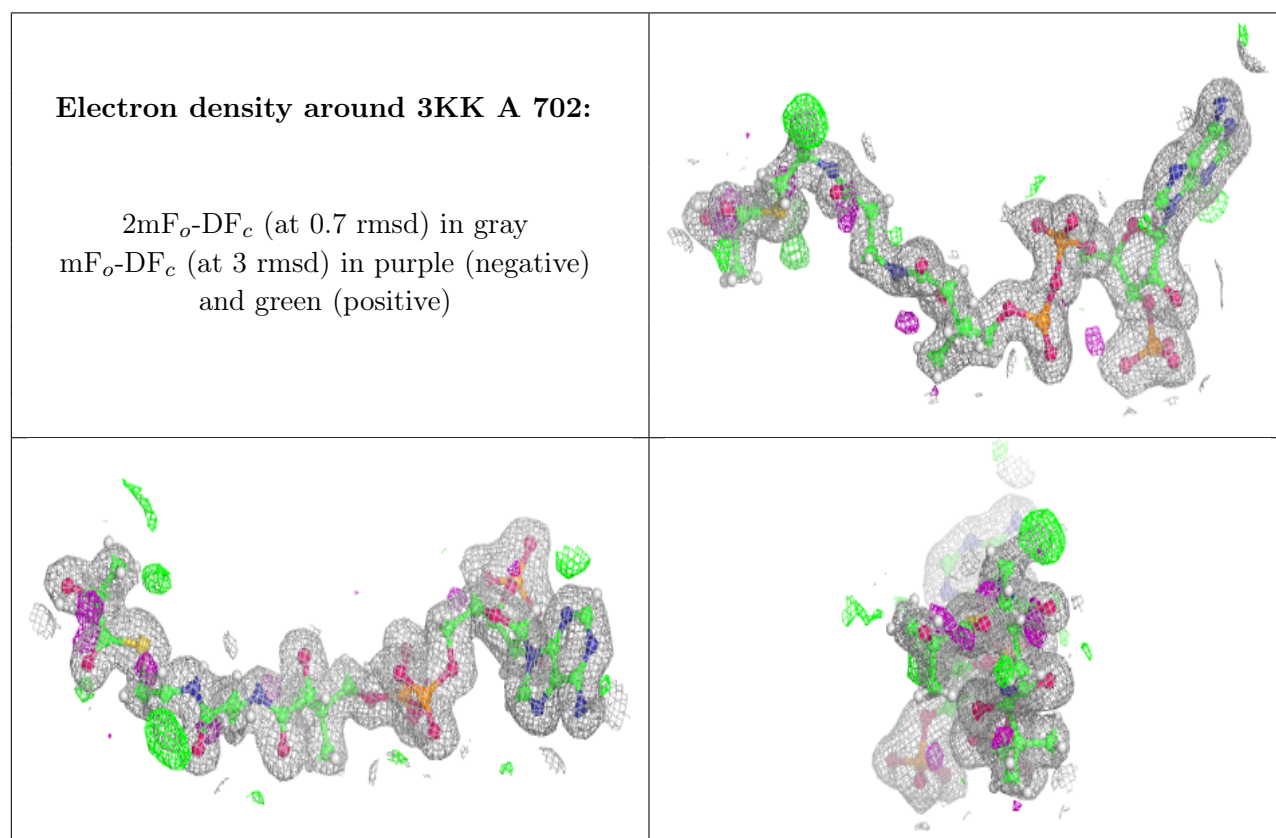 Electron density around 3KK A 702:
2mFo-DFc (at 0.7 rmsd) in gray
mFo-DFc (at 3 rmsd) in purple (negative)
and green (positive)